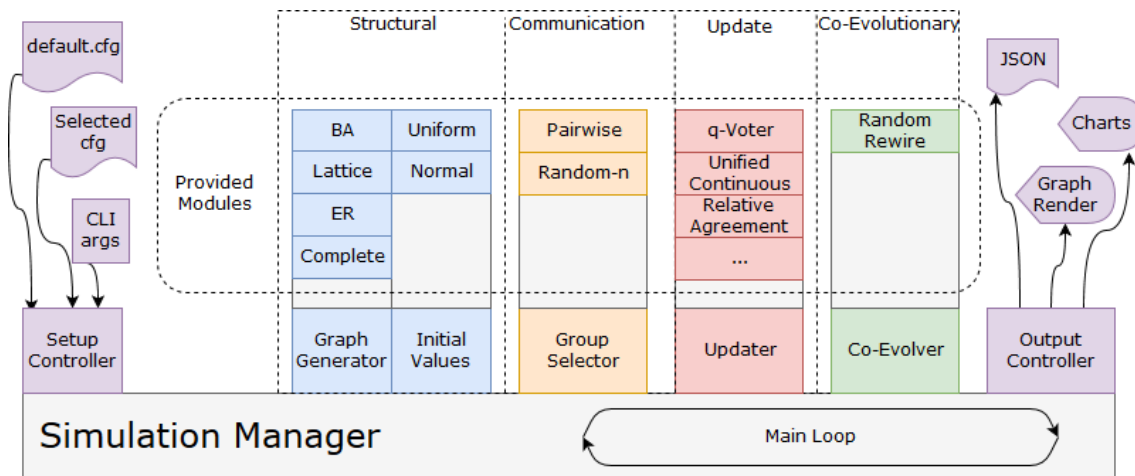 Structural
Communication
Update
Co-Evolutionary
default.cfg
JSON
Selected
cfg
Charts
BA
Uniform
Pairwise
q-Voter
Random
Rewire
Lattice
Normal
Random-n
Unified
Continuous
Provided
Modules
Graph
Render
CLI
args
ER
Relative
Agreement
Complete
...
Setup
Controller
Graph
Generator
Initial
Values
Group
Selector
Updater
Co-Evolver
Output
Controller
Simulation Manager
Main Loop